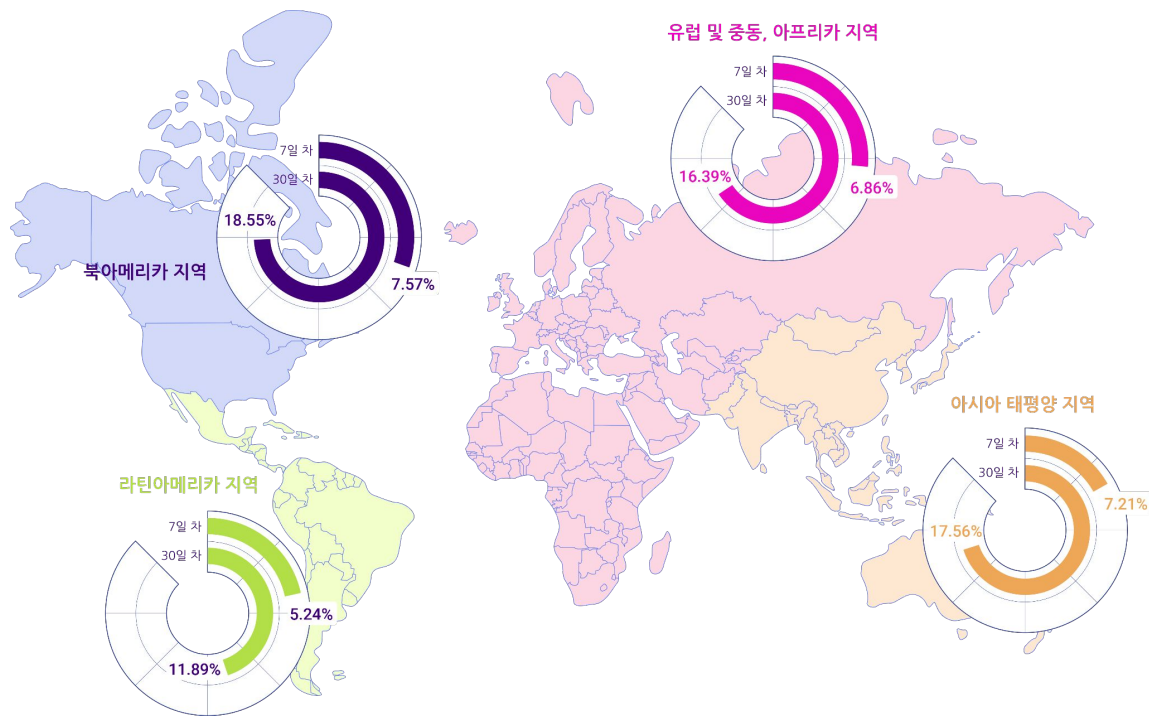 유럽 및 중동, 아프리카 지역
7일 차
30일 차
16.39%
6.86%
7일 차
30일 차
18.55%
북아메리카 지역
7.57%
아시아 태평양 지역
7일 차
30일 차
7.21%
17.56%
라틴아메리카 지역
7일 차
30일 차
5.24%
11.89%